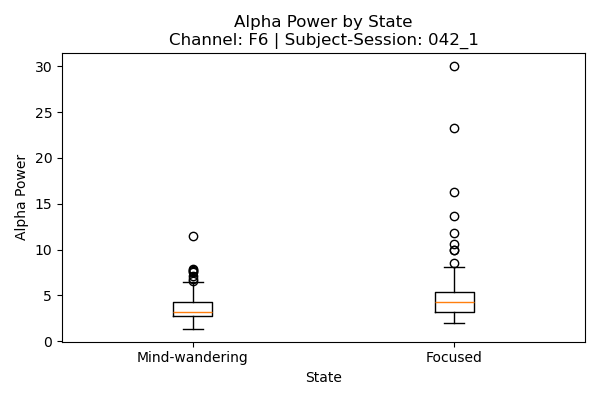 Alpha Power by State
Channel: F6 | Subject-Session: 042_1
Alpha Power
30
25
20
15
10
5
0
Mind-wandering
Focused
State